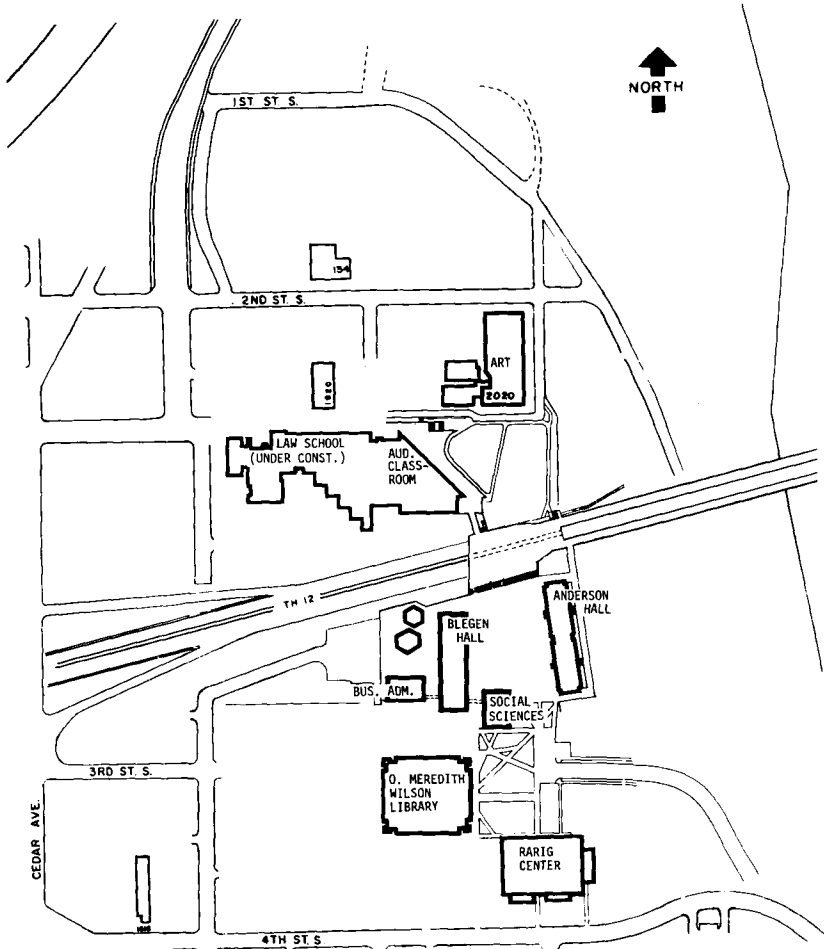 NORTH
1ST ST. S.
154
2ND ST. S.
1920
ART
2020
LAW SCHOOL
(UNDER CONST.)
AUD.
CLASS-
ROOM
TH 12
ANDERSON
HALL
BLEGEN
HALL
BUS. ADM.
SOCIAL
SCIENCES
3RD ST. S.
O. MEREDITH
WILSON
LIBRARY
CEDAR AVE.
RARIG
CENTER
4TH ST. S